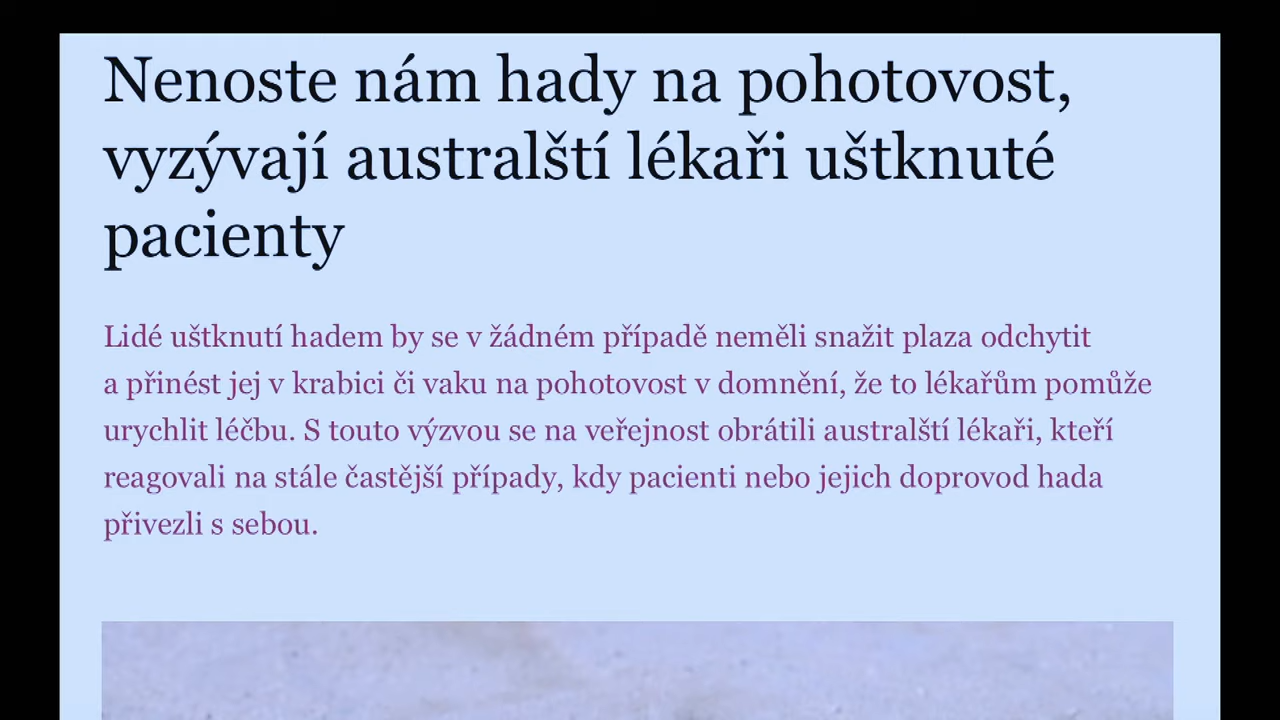 Nenoste nám hady na pohotovost,
vyzývají australští lékaři uštknuté
pacienty
Lidé uštknutí hadem by se v žádném případě neměli snažit plaza odchytit
a přinést jej v krabici či vaku na pohotovost v domnění, že to lékařům pomůže
urychlit léčbu. S touto výzvou se na veřejnost obrátili australští lékaři, kteří
reagovali na stále častější případy, kdy pacienti nebo jejich doprovod hada
přivezli s sebou.